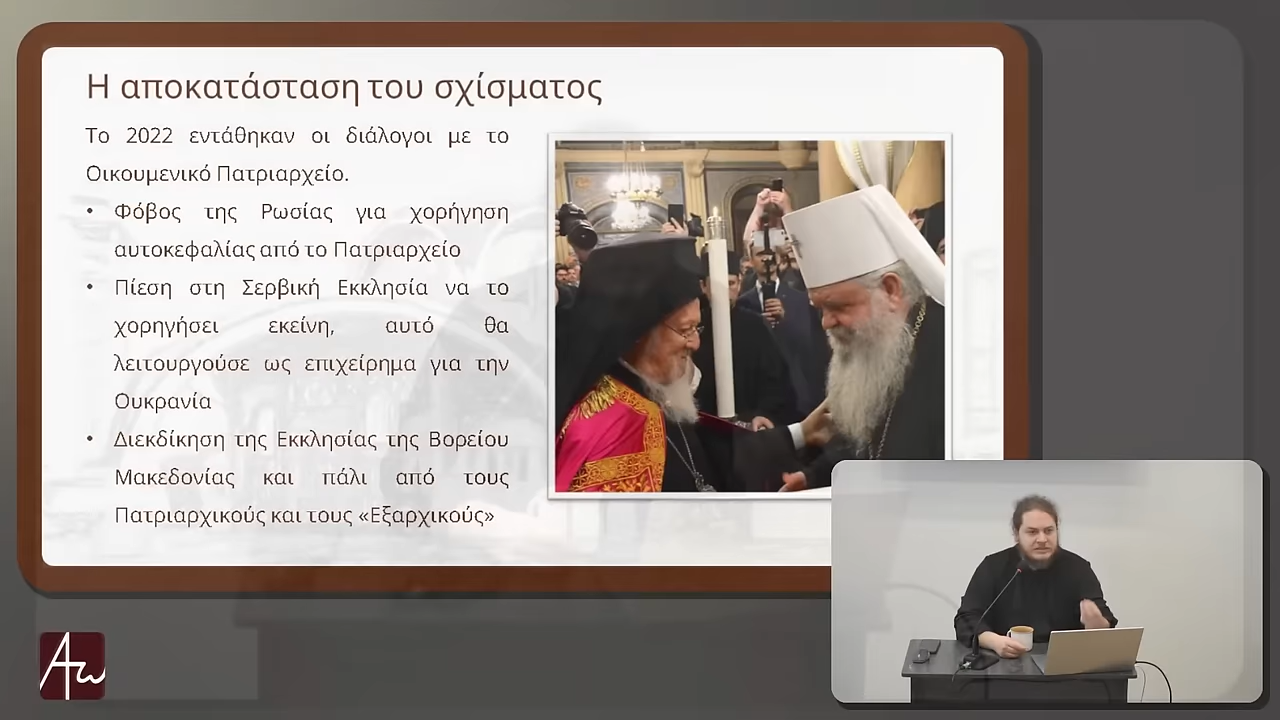 Η αποκατάσταση του σχίσματος
Το 2022 εντάθηκαν οι διάλογοι με το
Οικουμενικό Πατριαρχείο.
• Φόβος της Ρωσίας για χορήγηση
αυτοκεφαλίας από το Πατριαρχείο
• Πίεση στη Σερβική Εκκλησία να το
χορηγήσει εκείνη, αυτό θα
λειτουργούσε ως επιχείρημα για την
Ουκρανία
• Διεκδίκηση της Εκκλησίας της Βορείου
Μακεδονίας και πάλι από τους
Πατριαρχικούς και τους «Εξαρχικούς»
Αω